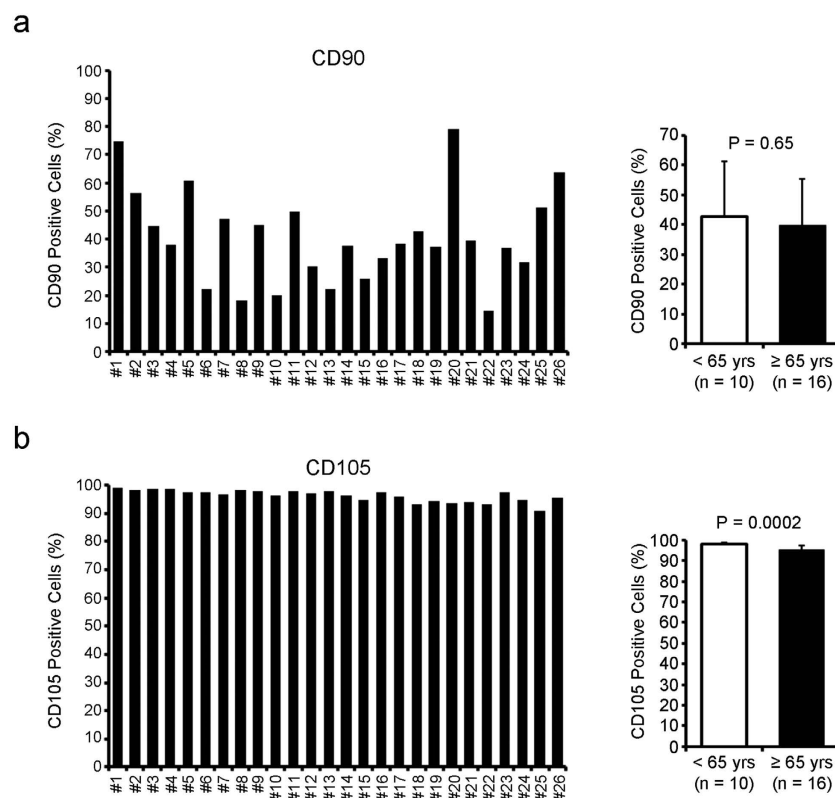 a
CD90
CD90 Positive Cells (%)
100
90
80
70
60
50
40
30
20
10
0
#1 #2 #3 #4 #5 #6 #7 #8 #9 #10 #11 #12 #13 #14 #15 #16 #17 #18 #19 #20 #21 #22 #23 #24 #25 #26
CD90 Positive Cells (%)
70
60
50
40
30
20
10
0
P = 0.65
< 65 yrs ≥ 65 yrs
(n = 10) (n = 16)
b
CD105
CD105 Positive Cells (%)
100
90
80
70
60
50
40
30
20
10
0
#1 #2 #3 #4 #5 #6 #7 #8 #9 #10 #11 #12 #13 #14 #15 #16 #17 #18 #19 #20 #21 #22 #23 #24 #25 #26
CD105 Positive Cells (%)
P = 0.0002
100
90
80
70
60
50
40
30
20
10
0
< 65 yrs ≥ 65 yrs
(n = 10) (n = 16)